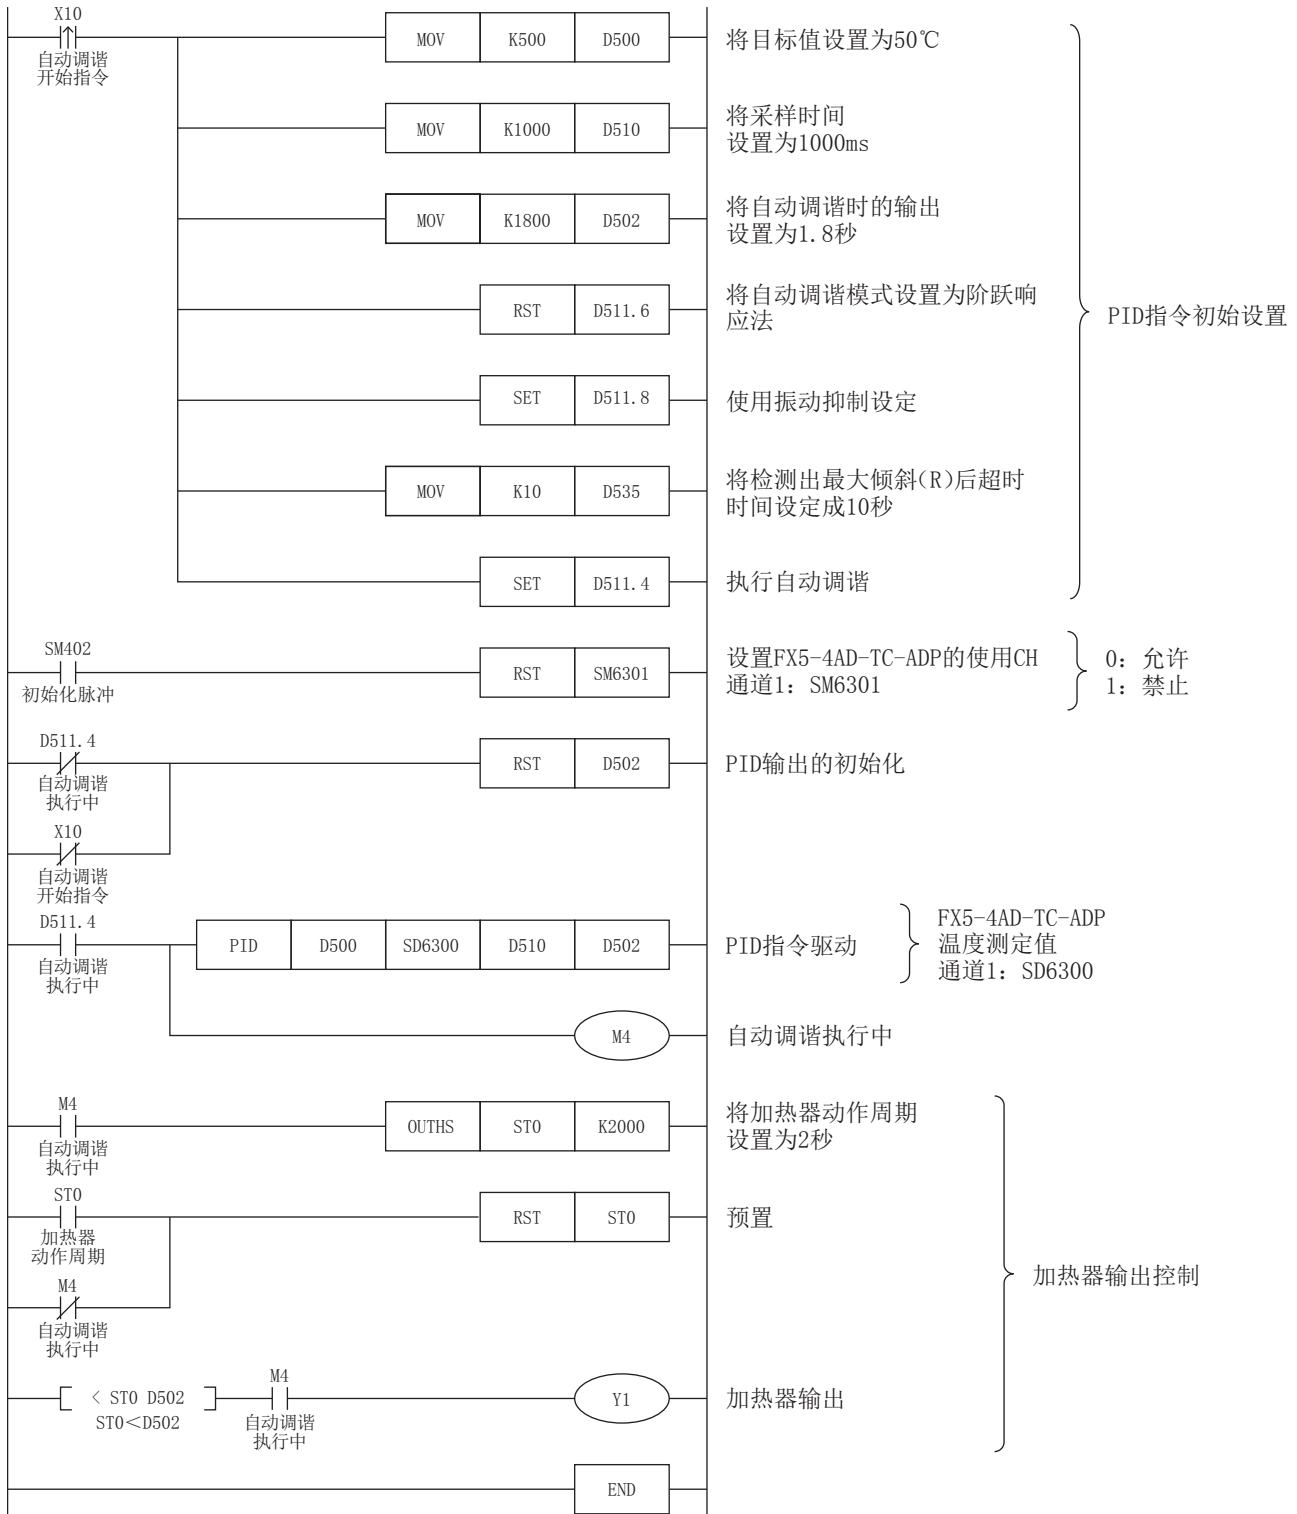 X10
自动调谐
开始指令
MOV K500 D500
将目标值设置为50℃
MOV K1000 D510
将采样时间
设置为1000ms
MOV K1800 D502
将自动调谐时的输出
设置为1.8秒
RST D511.6
将自动调谐模式设置为阶跃响
应法
SET D511.8
使用振动抑制设定
MOV K10 D535
将检测出最大倾斜(R)后超时
时间设定成10秒
SET D511.4
执行自动调谐
PID指令初始设置
SM402
初始化脉冲
RST SM6301
设置FX5-4AD-TC-ADP的使用CH
通道1：SM6301
0：允许
1：禁止
D511.4
自动调谐
执行中
RST D502
PID输出的初始化
X10
自动调谐
开始指令
D511.4
自动调谐
执行中
PID D500 SD6300 D510 D502
PID指令驱动
FX5-4AD-TC-ADP
温度测定值
通道1：SD6300
M4
自动调谐执行中
M4
自动调谐
执行中
OUTHS ST0 K2000
将加热器动作周期
设置为2秒
ST0
加热器
动作周期
RST ST0
预置
M4
自动调谐
执行中
加热器输出控制
< ST0 D502
ST0＜D502
M4
自动调谐
执行中
Y1
加热器输出
END